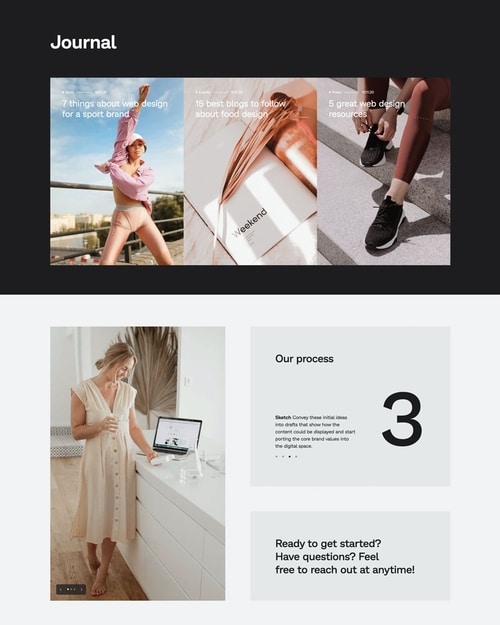 Journal
7 things about web design
for a sport brand
15 best blogs to follow
about food design
5 great web design
resources
Weekend
Our process
Sketch Convey these initial ideas
into drafts that show how the
content could be displayed and start
porting the core brand values into
the digital space.
3
Ready to get started?
Have questions? Feel
free to reach out at anytime!